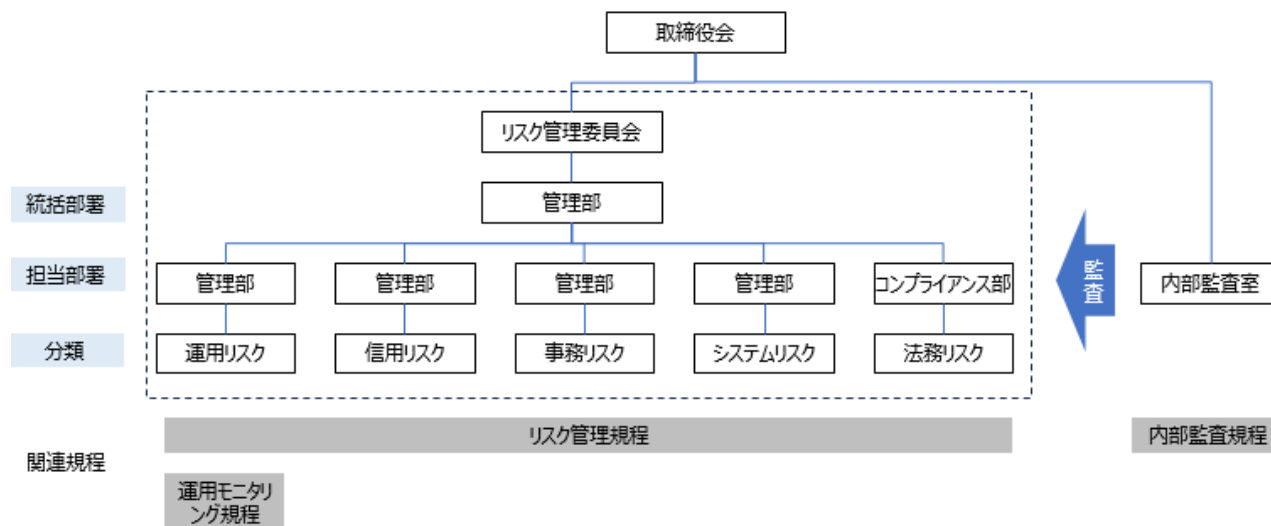 取締役会
リスク管理委員会
統括部署
管理部
担当部署
管理部
管理部
管理部
管理部
コンプライアンス部
監査
内部監査室
分類
運用リスク
信用リスク
事務リスク
システムリスク
法務リスク
関連規程
リスク管理規程
内部監査規程
運用モニタリ
ング規程